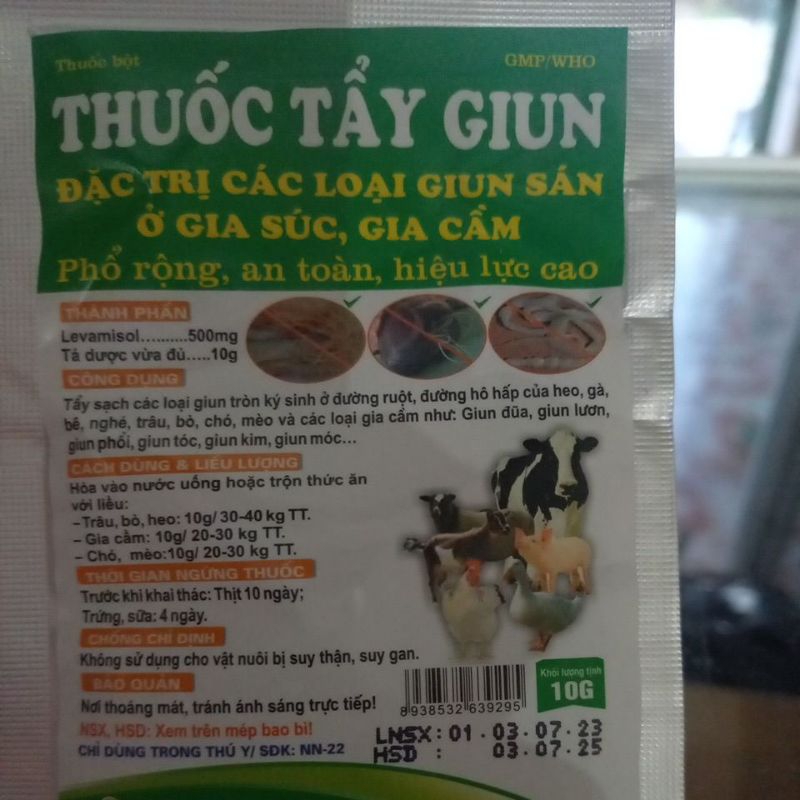 Thuốc bột
GMP/WHO
THUỐC TẨY GIUN
ĐẶC TRỊ CÁC LOẠI GIUN SÁN
Ở GIA SÚC, GIA CẦM
Phổ rộng, an toàn, hiệu lực cao
THÀNH PHẦN
Levamisol..........500mg
Tá dược vừa đủ.....10g
CÔNG DỤNG
Tẩy sạch các loại giun tròn ký sinh ở đường ruột, đường hô hấp của heo, gà,
bê, nghé, trâu, bò, chó, mèo và các loại gia cầm như: Giun đũa, giun lươn,
giun phổi, giun tóc, giun kim, giun móc...
CÁCH DÙNG & LIỀU LƯỢNG
Hòa vào nước uống hoặc trộn thức ăn
với liều:
– Trâu, bò, heo: 10g/ 30-40 kg TT.
– Gia cầm: 10g/ 20-30 kg TT.
– Chó, mèo:10g/ 20-30 kg TT.
THỜI GIAN NGỪNG THUỐC
Trước khi khai thác: Thịt 10 ngày;
Trứng, sữa: 4 ngày.
CHỐNG CHỈ ĐỊNH
Không sử dụng cho vật nuôi bị suy thận, suy gan.
BẢO QUẢN
Nơi thoáng mát, tránh ánh sáng trực tiếp!
NSX, HSD: Xem trên mép bao bì!
CHỈ DÙNG TRONG THÚ Y/ SĐK: NN-22
8 938532 639295
Khối lượng tịnh
10G
LNSX: 01 . 03. 07. 23
HSD : 03. 07. 25